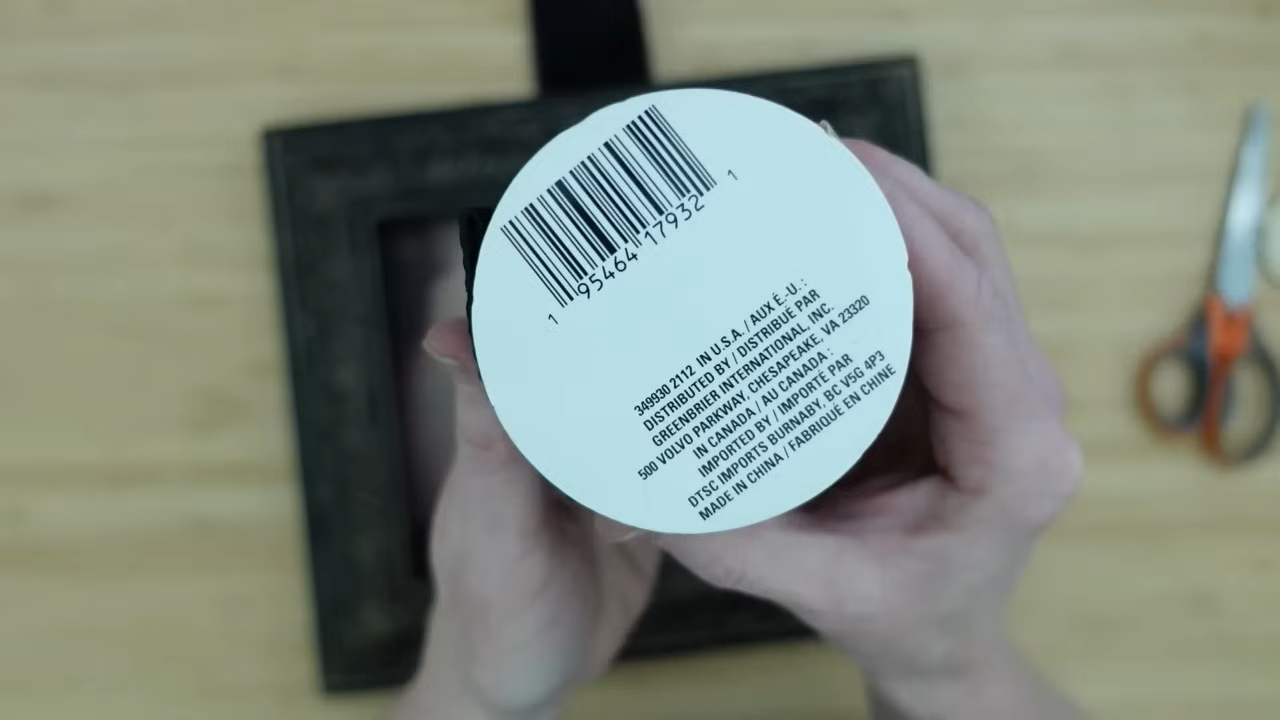 1 95464 17932 1
349930 2112 IN U.S.A. / AUX É.-U. :
DISTRIBUTED BY / DISTRIBUÉ PAR
GREENBRIER INTERNATIONAL, INC.
500 VOLVO PARKWAY, CHESAPEAKE, VA 23320
IN CANADA / AU CANADA :
IMPORTED BY / IMPORTÉ PAR
DTSC IMPORTS BURNABY, BC V5G 4P3
MADE IN CHINA / FABRIQUÉ EN CHINE